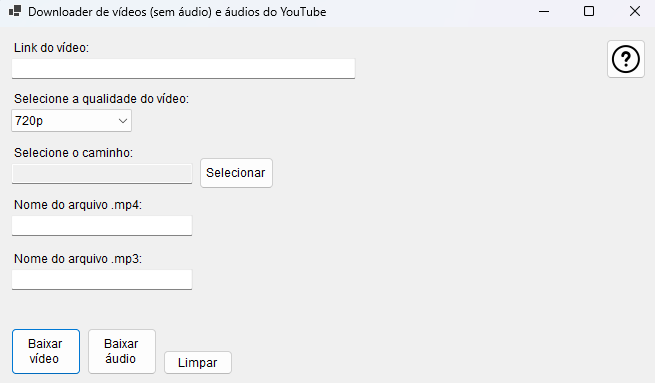 Downloader de vídeos (sem áudio) e áudios do YouTube
Link do vídeo:
?
Selecione a qualidade do vídeo:
720p
Selecione o caminho:
Selecionar
Nome do arquivo .mp4:
Nome do arquivo .mp3:
Baixar
vídeo
Baixar
áudio
Limpar